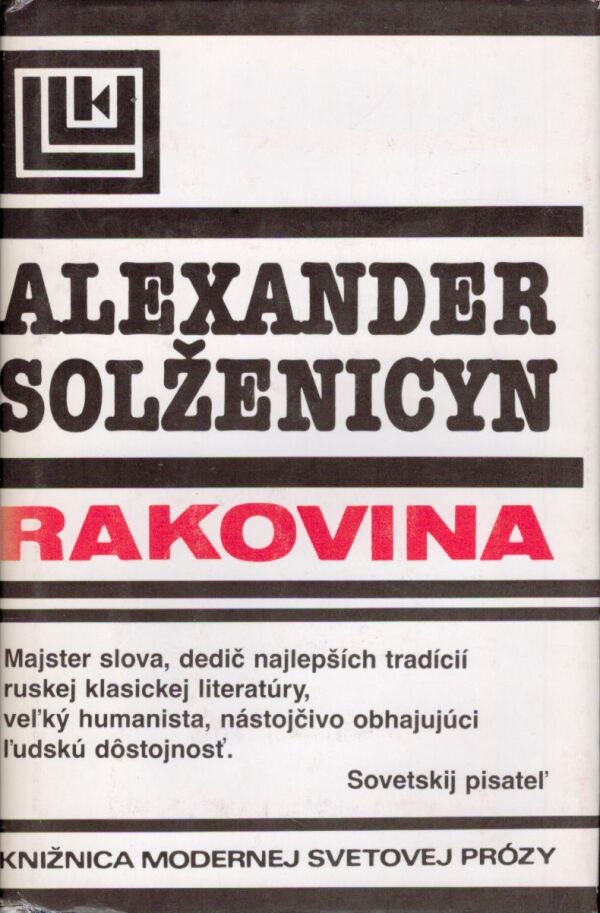 ALEXANDER
SOLŽENICYN
RAKOVINA
Majster slova, dedič najlepších tradícií
ruskej klasickej literatúry,
veľký humanista, nástojčivo obhajujúci
ľudskú dôstojnosť.
Sovetskij pisateľ
KNIŽNICA MODERNEJ SVETOVEJ PRÓZY